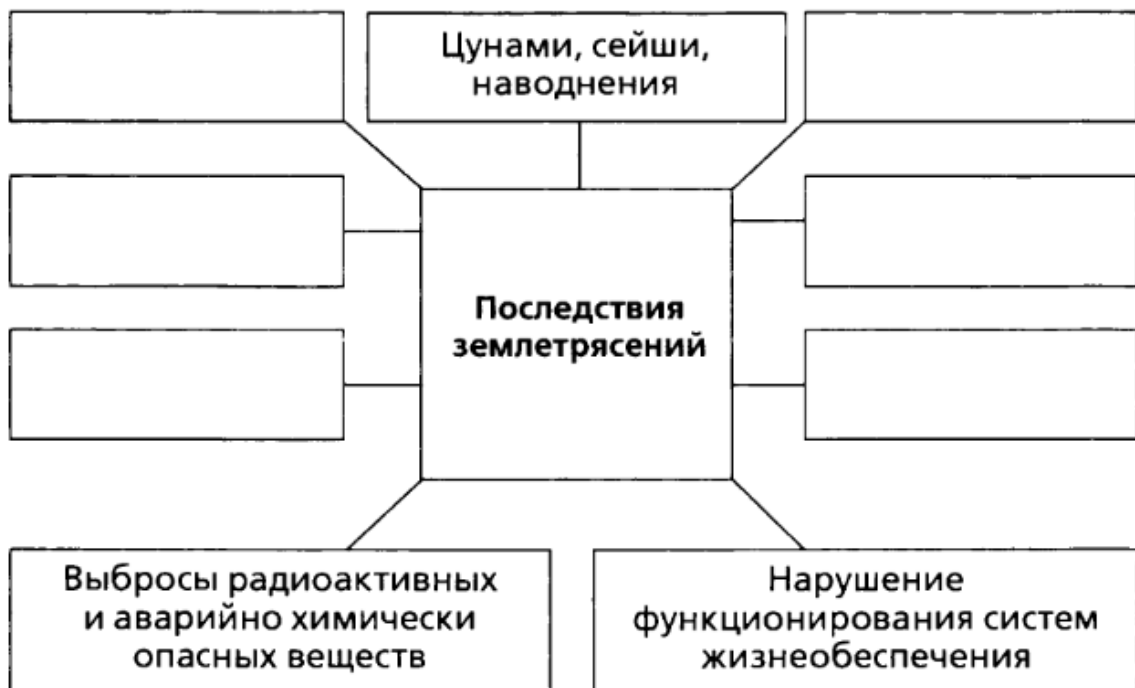 Цунами, сейши,
наводнения
Последствия
землетрясений
Выбросы радиоактивных
и аварийно химически
опасных веществ
Нарушение
функционирования систем
жизнеобеспечения